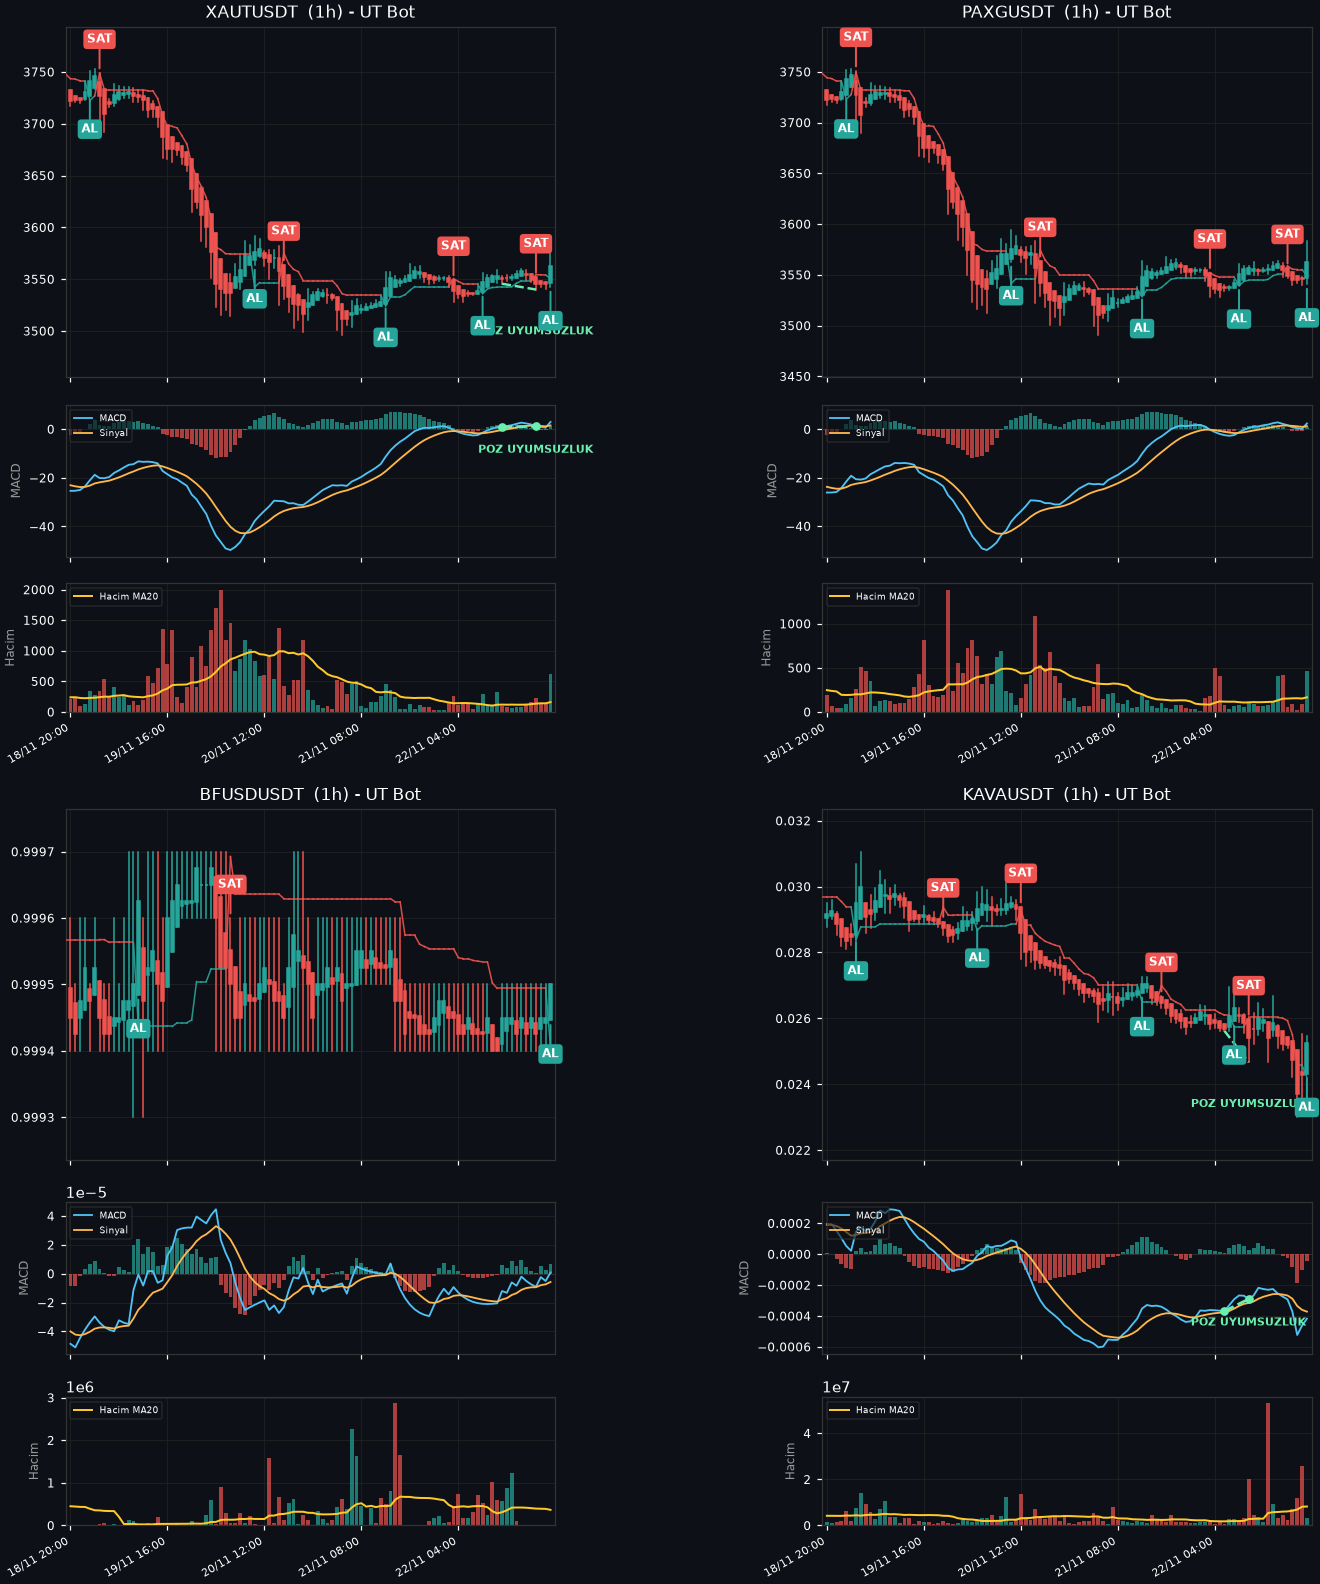 XAUTUSDT (1h) - UT Bot
3750
3700
3650
3600
3550
3500
SAT
AL
SAT
AL
SAT
AL
AL
SAT
AL
Z UYUMSUZLUK
MACD
0
−20
−40
MACD
Sinyal
POZ UYUMSUZLUK
Hacim
2000
1500
1000
500
0
Hacim MA20
18/11 20:00
19/11 16:00
20/11 12:00
21/11 08:00
22/11 04:00
PAXGUSDT (1h) - UT Bot
3750
3700
3650
3600
3550
3500
3450
SAT
AL
SAT
AL
SAT
AL
AL
SAT
AL
MACD
0
−20
−40
MACD
Sinyal
Hacim
1000
500
0
Hacim MA20
18/11 20:00
19/11 16:00
20/11 12:00
21/11 08:00
22/11 04:00
BFUSDUSDT (1h) - UT Bot
0.9997
0.9996
0.9995
0.9994
0.9993
SAT
AL
AL
1e−5
MACD
4
2
0
−2
−4
MACD
Sinyal
1e6
Hacim
3
2
1
0
Hacim MA20
18/11 20:00
19/11 16:00
20/11 12:00
21/11 08:00
22/11 04:00
KAVAUSDT (1h) - UT Bot
0.032
0.030
0.028
0.026
0.024
0.022
AL
SAT
AL
SAT
AL
SAT
AL
SAT
POZ UYUMSUZLU
AL
MACD
0.0002
0.0000
−0.0002
−0.0004
−0.0006
MACD
Sinyal
POZ UYUMSUZLUK
1e7
Hacim
4
2
0
Hacim MA20
18/11 20:00
19/11 16:00
20/11 12:00
21/11 08:00
22/11 04:00